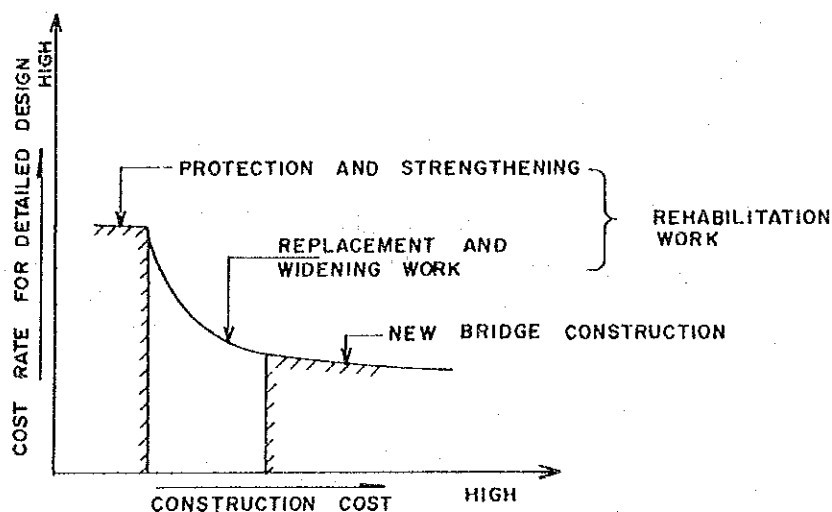 COST RATE FOR DETAILED DESIGN
HIGH
PROTECTION AND STRENGTHENING
REHABILITATION
WORK
REPLACEMENT AND
WIDENING WORK
NEW BRIDGE CONSTRUCTION
CONSTRUCTION COST
HIGH